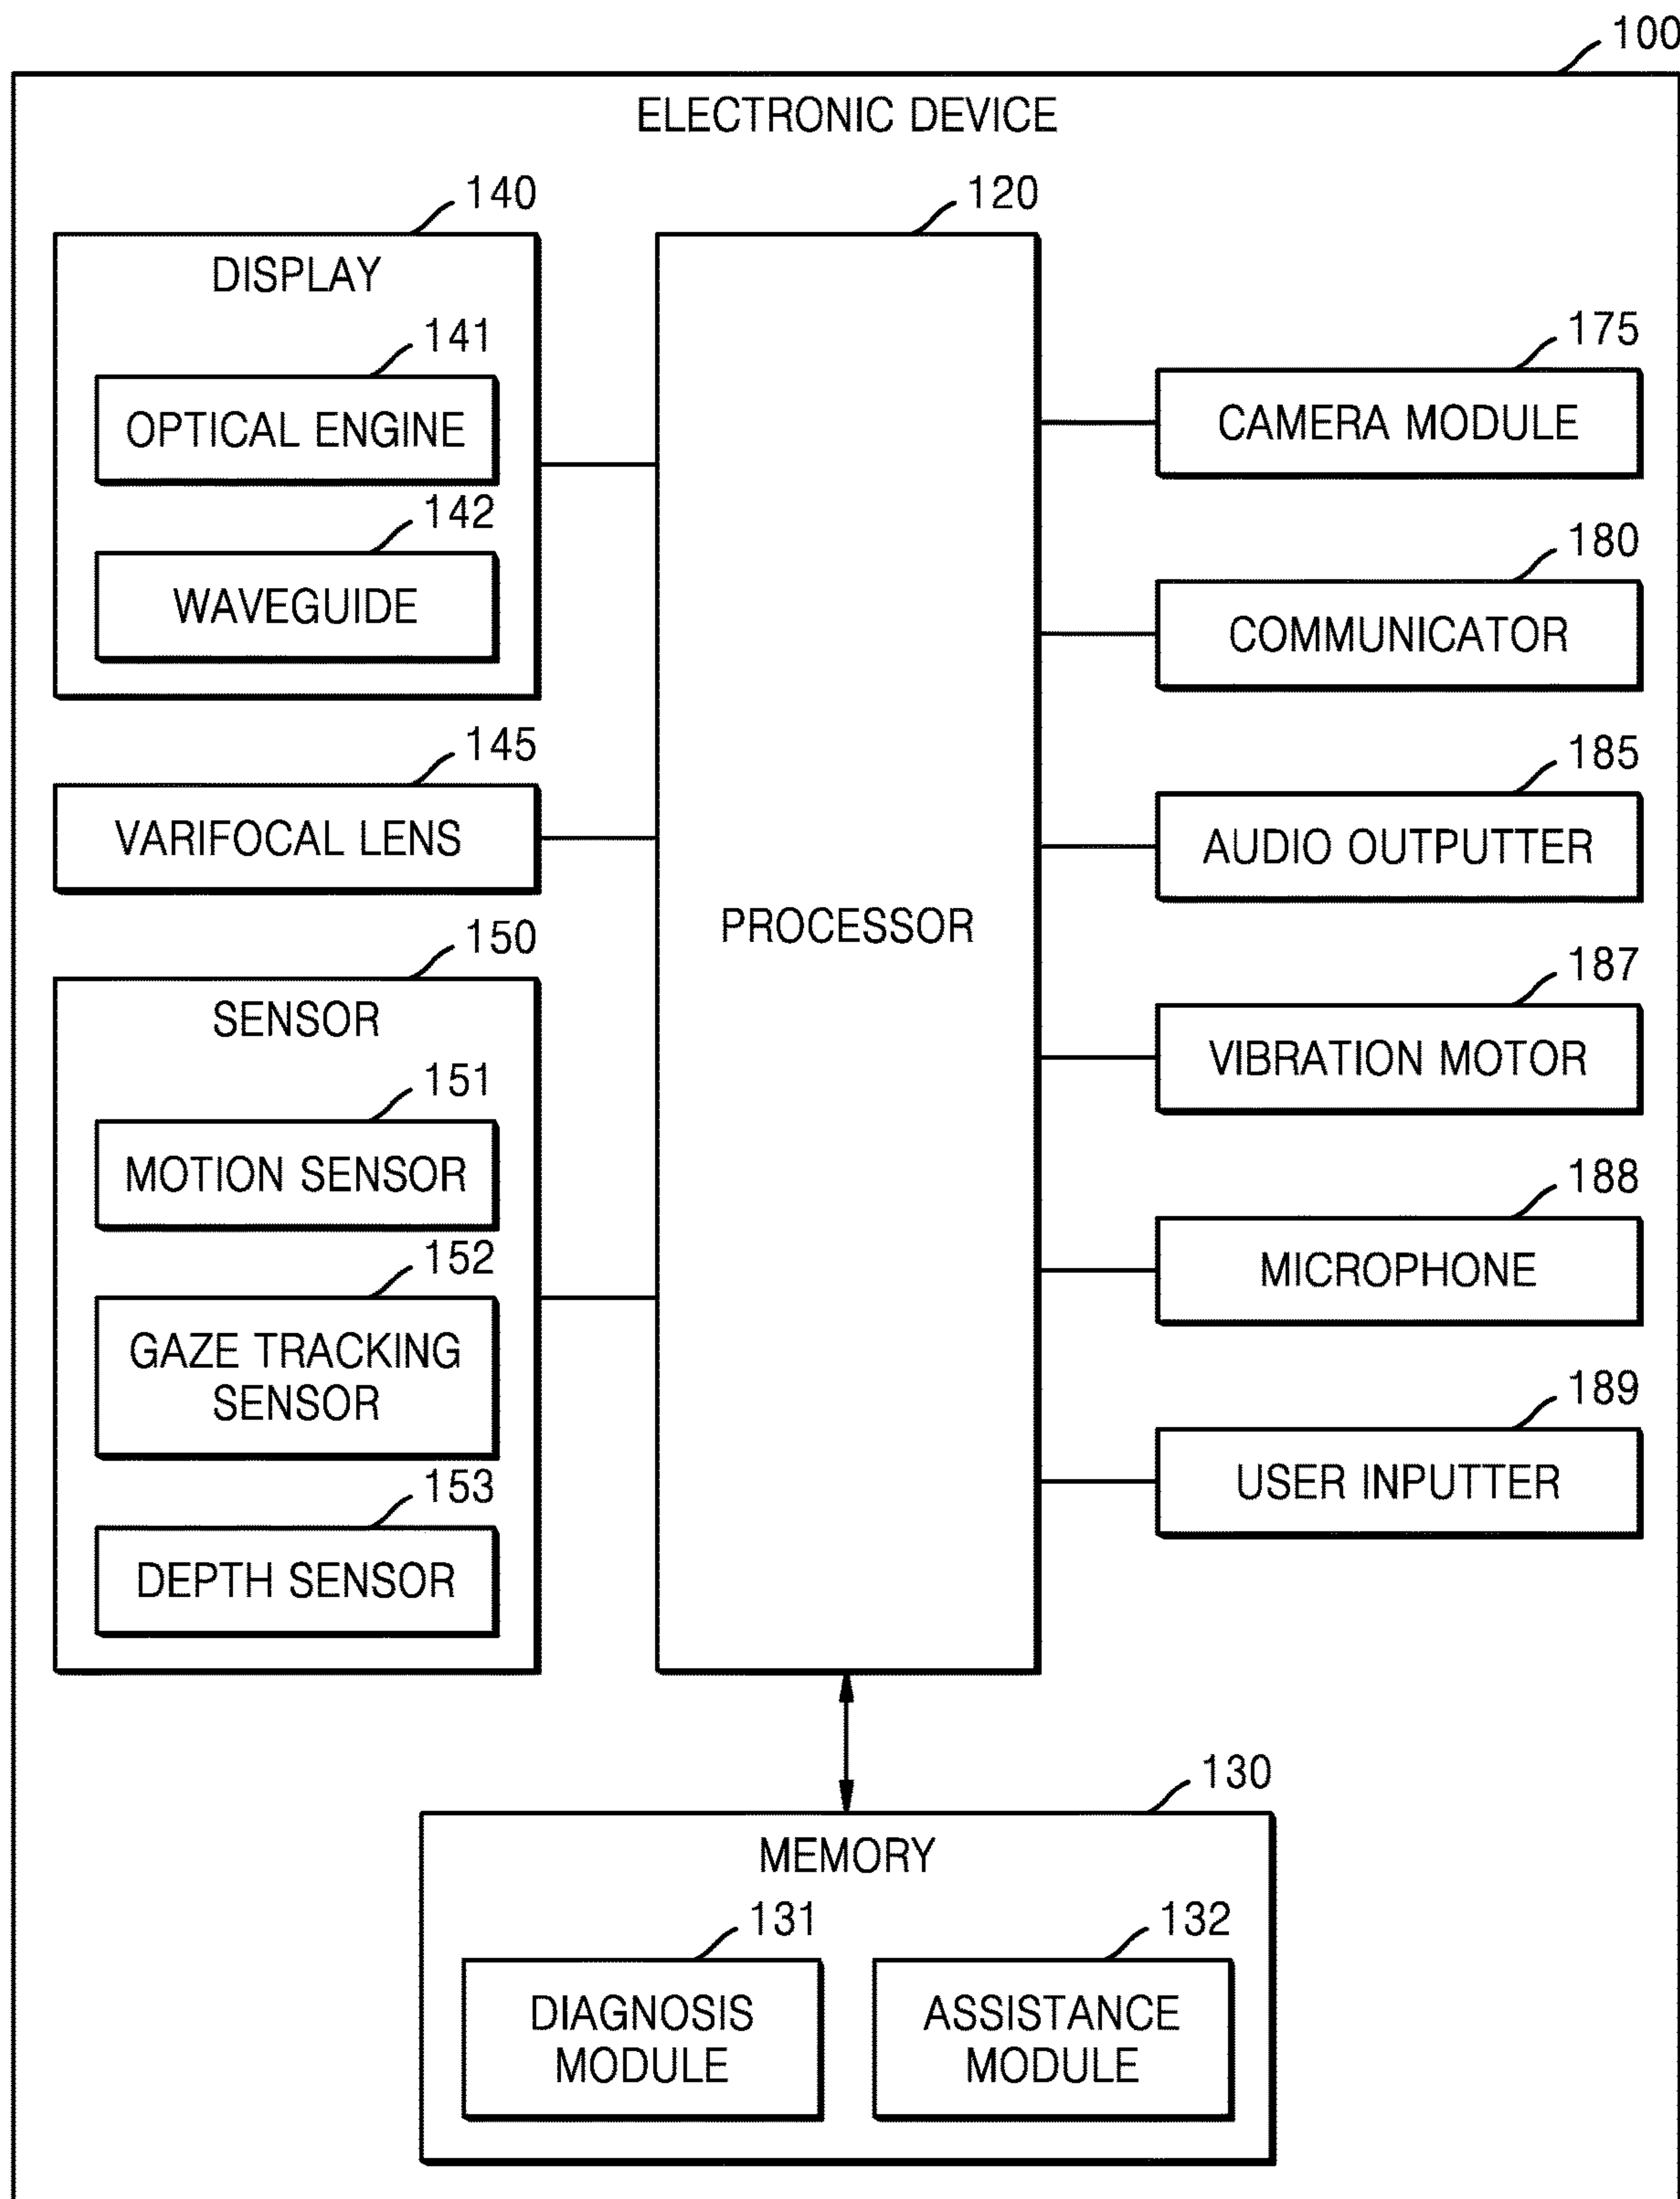 100
ELECTRONIC DEVICE
140
DISPLAY
141
OPTICAL ENGINE
142
WAVEGUIDE
145
VARIFOCAL LENS
150
SENSOR
151
MOTION SENSOR
152
GAZE TRACKING
SENSOR
153
DEPTH SENSOR
120
PROCESSOR
175
CAMERA MODULE
180
COMMUNICATOR
185
AUDIO OUTPUTTER
187
VIBRATION MOTOR
188
MICROPHONE
189
USER INPUTTER
130
MEMORY
131
DIAGNOSIS
MODULE
132
ASSISTANCE
MODULE